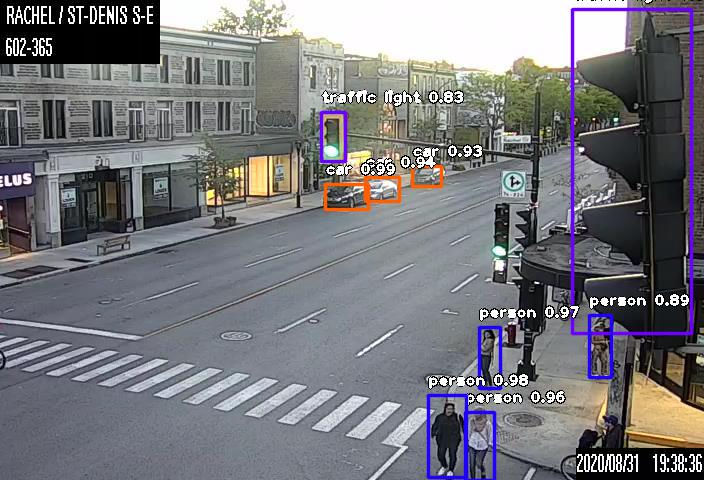 RACHEL / ST-DENIS S-E
602-365
traffic light 0.83
car 0.93
car 0.94
car 0.99
ELUS
person 0.89
person 0.97
person 0.98
person 0.96
2020/08/31 19:38:36